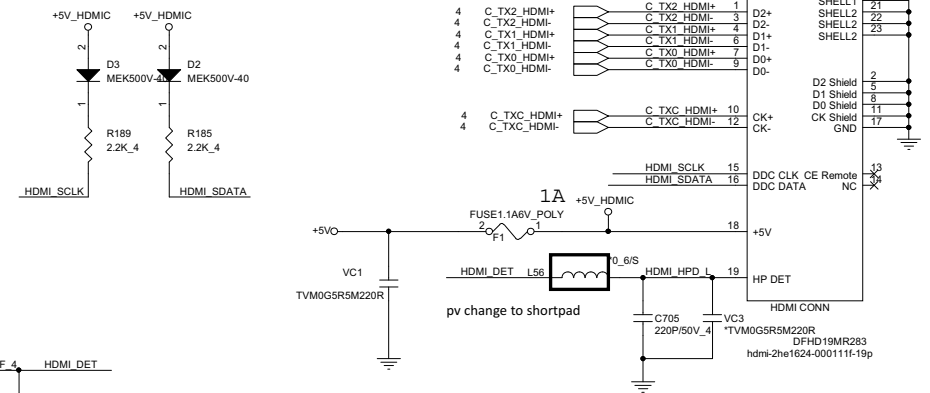 +5V_HDMIC +5V_HDMIC
2 2
D3 D2
MEK500V-40 MEK500V-40
1 1
R189 R185
2.2K_4 2.2K_4
HDMI_SCLK HDMI_SDATA
4 C_TX2_HDMI+ C_TX2_HDMI+ 1 D2+
4 C_TX2_HDMI- C_TX2_HDMI- 3 D2-
4 C_TX1_HDMI+ C_TX1_HDMI+ 4 D1+
4 C_TX1_HDMI- C_TX1_HDMI- 6 D1-
4 C_TX0_HDMI+ C_TX0_HDMI+ 7 D0+
4 C_TX0_HDMI- C_TX0_HDMI- 9 D0-
SHELL1 21
SHELL2 22
SHELL2 23
SHELL2
D2 Shield 2
D1 Shield 5
D0 Shield 8
CK Shield 11
GND 17
4 C_TXC_HDMI+ C_TXC_HDMI+ 10 CK+
4 C_TXC_HDMI- C_TXC_HDMI- 12 CK-
HDMI_SCLK 15 DDC CLK CE Remote 13
HDMI_SDATA 16 DDC DATA NC 14
1A +5V_HDMIC
FUSE1.1A6V_POLY
+5V 2 F1 1 18 +5V
VC1
TVM0G5R5M220R
HDMI_DET L56 *0_6/S HDMI_HPD_L 19 HP DET
pv change to shortpad
HDMI CONN
C705 VC3
220P/50V_4 *TVM0G5R5M220R
DFHD19MR283
hdmi-2he1624-000111f-19p
F_4 HDMI_DET